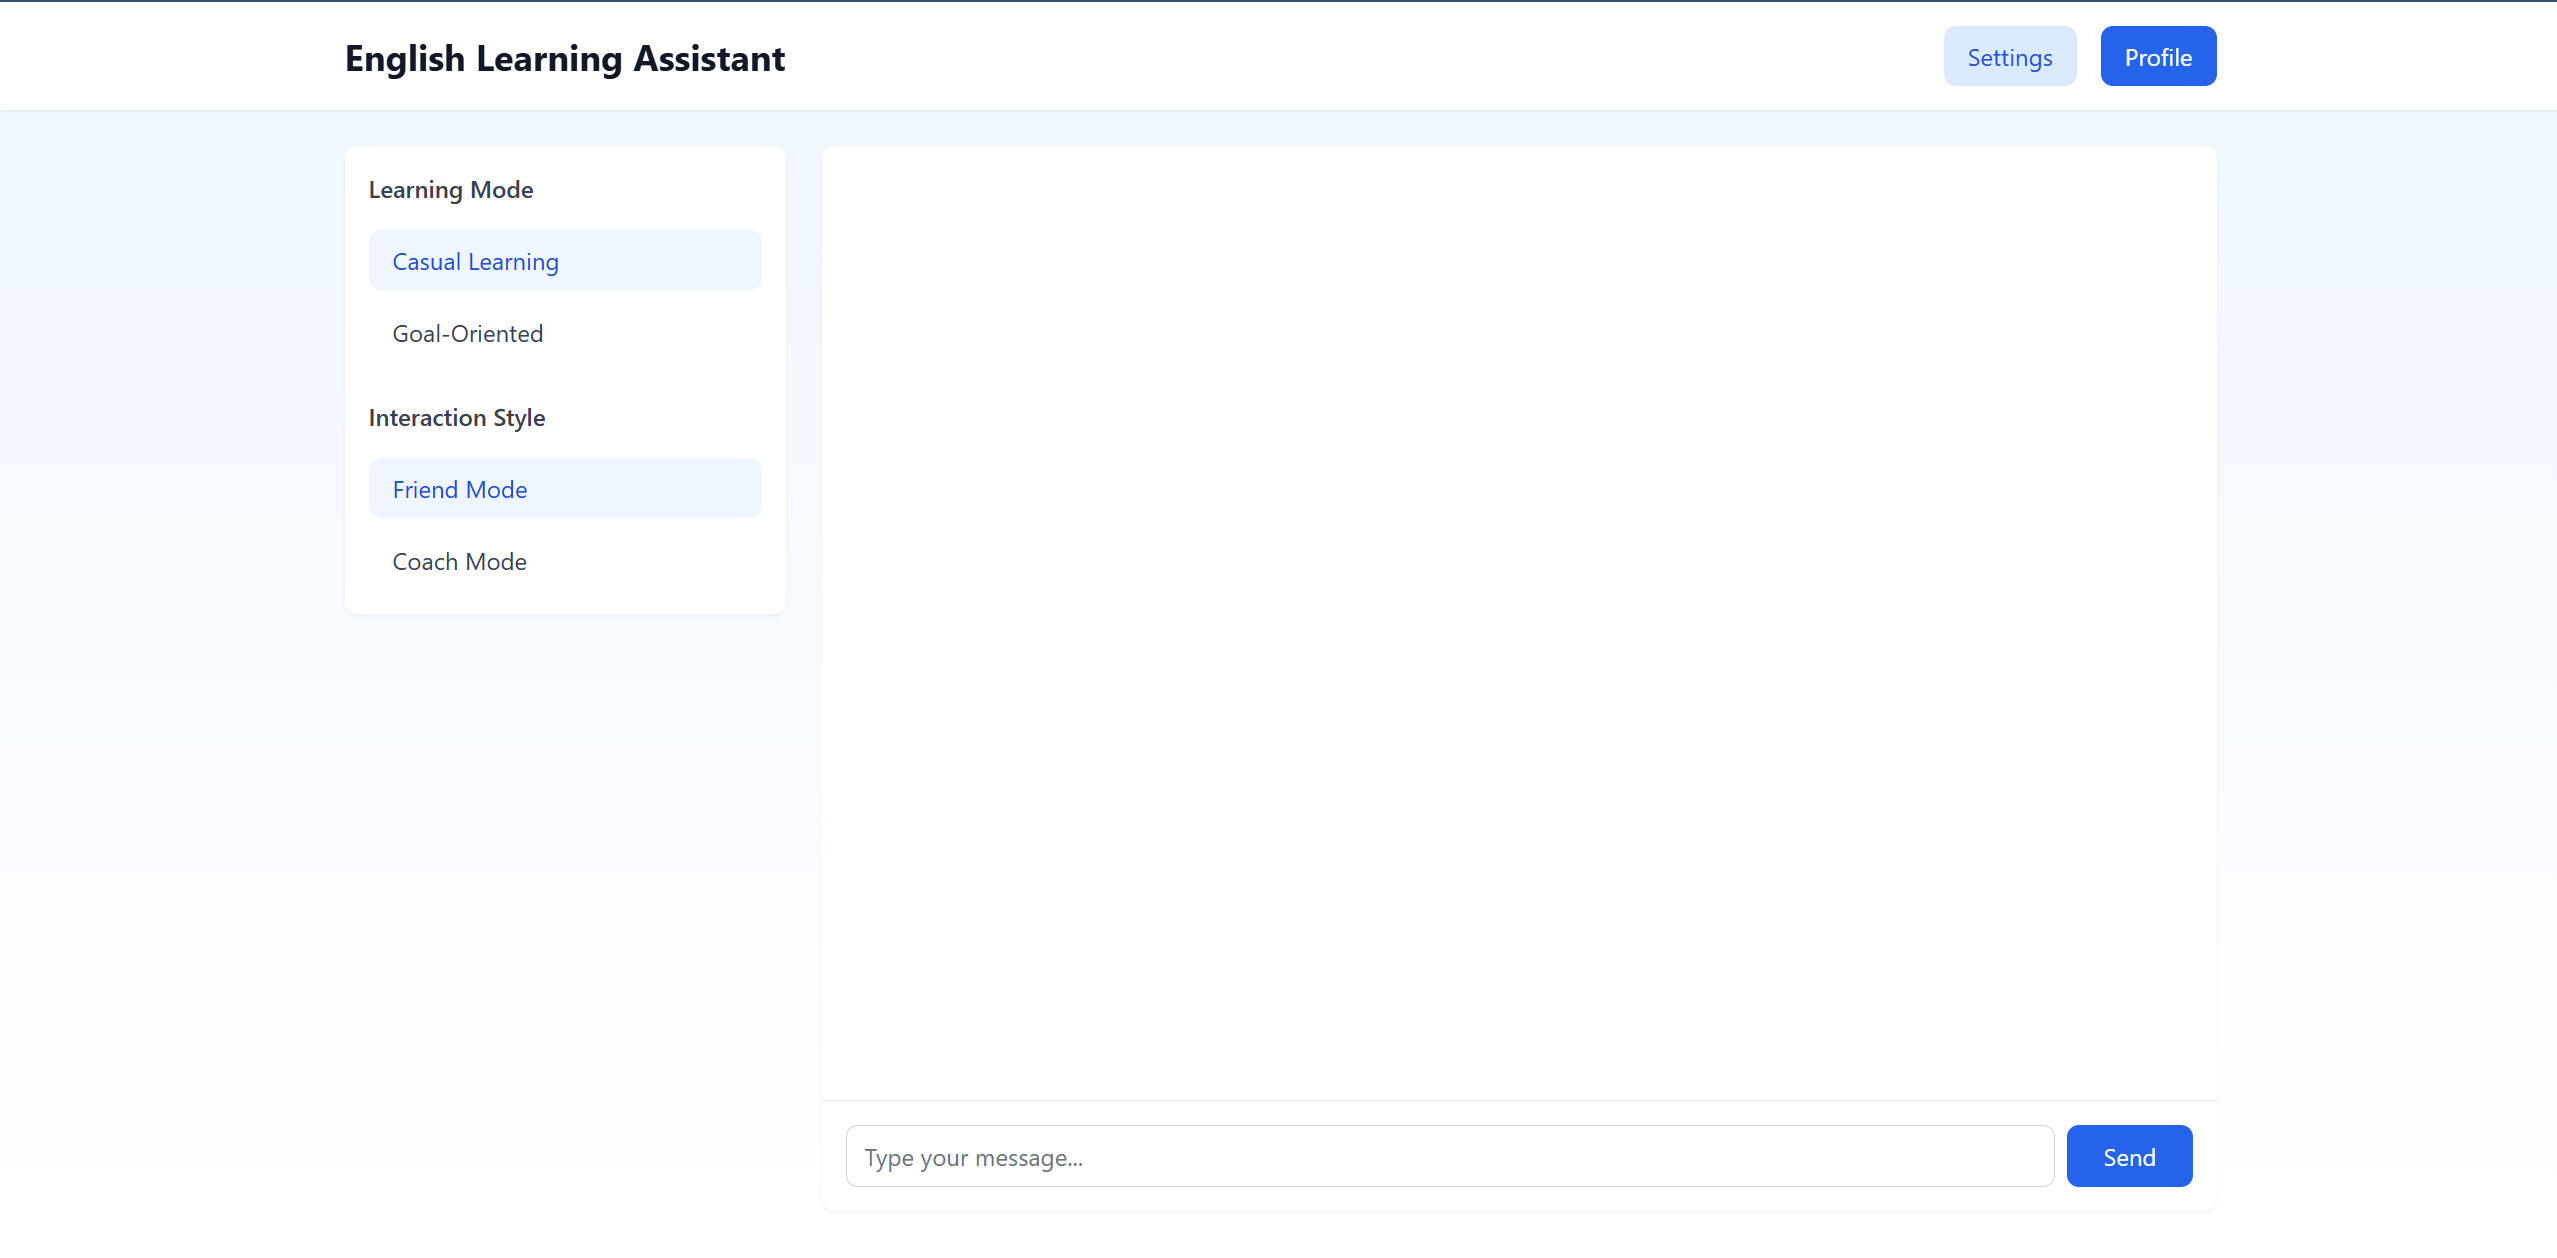 English Learning Assistant
Settings
Profile
Learning Mode
Casual Learning
Goal-Oriented
Interaction Style
Friend Mode
Coach Mode
Type your message...
Send